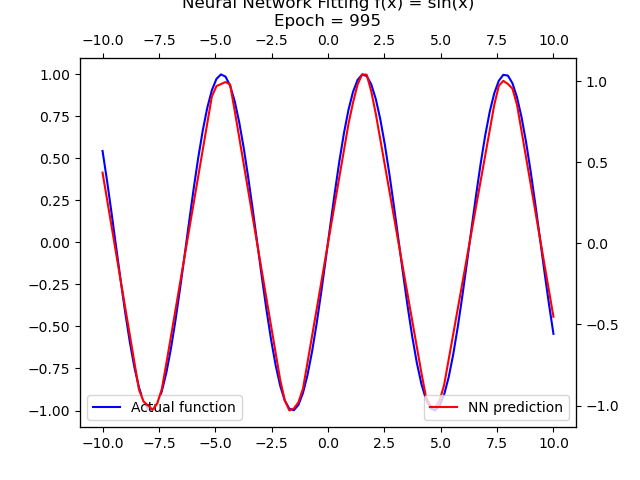 Neural Network Fitting f(x) = sin(x)
Epoch = 995
−10.0 −7.5 −5.0 −2.5 0.0 2.5 5.0 7.5 10.0
1.00
0.75
0.50
0.25
0.00
−0.25
−0.50
−0.75
−1.00
1.0
0.5
0.0
−0.5
−1.0
Actual function
NN prediction
−10.0 −7.5 −5.0 −2.5 0.0 2.5 5.0 7.5 10.0